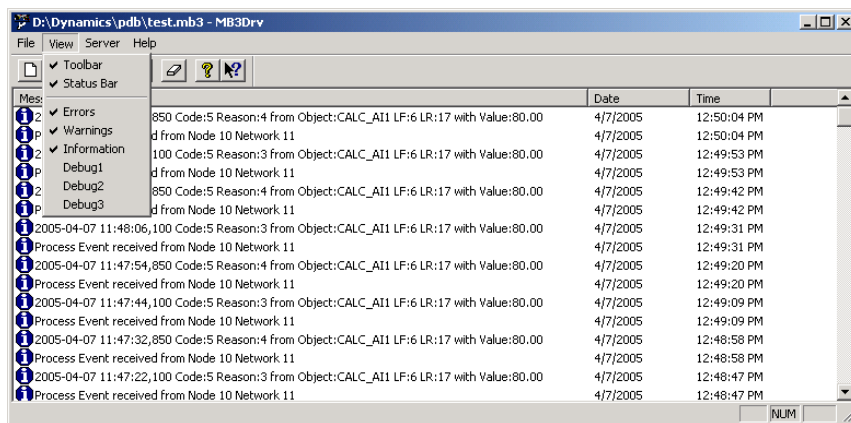 D:\Dynamics\pdb\test.mb3 - MB3Drv
File View Server Help
Toolbar
Status Bar
Errors
Warnings
Information
Debug1
Debug2
Debug3
Mes Date Time
2 850 Code:5 Reason:4 from Object:CALC_AI1 LF:6 LR:17 with Value:80.00 4/7/2005 12:50:04 PM
P d from Node 10 Network 11 4/7/2005 12:50:04 PM
2 100 Code:5 Reason:3 from Object:CALC_AI1 LF:6 LR:17 with Value:80.00 4/7/2005 12:49:53 PM
P d from Node 10 Network 11 4/7/2005 12:49:53 PM
2 850 Code:5 Reason:4 from Object:CALC_AI1 LF:6 LR:17 with Value:80.00 4/7/2005 12:49:42 PM
P d from Node 10 Network 11 4/7/2005 12:49:42 PM
2005-04-07 11:48:06,100 Code:5 Reason:3 from Object:CALC_AI1 LF:6 LR:17 with Value:80.00 4/7/2005 12:49:31 PM
Process Event received from Node 10 Network 11 4/7/2005 12:49:31 PM
2005-04-07 11:47:54,850 Code:5 Reason:4 from Object:CALC_AI1 LF:6 LR:17 with Value:80.00 4/7/2005 12:49:20 PM
Process Event received from Node 10 Network 11 4/7/2005 12:49:20 PM
2005-04-07 11:47:44,100 Code:5 Reason:3 from Object:CALC_AI1 LF:6 LR:17 with Value:80.00 4/7/2005 12:49:09 PM
Process Event received from Node 10 Network 11 4/7/2005 12:49:09 PM
2005-04-07 11:47:32,850 Code:5 Reason:4 from Object:CALC_AI1 LF:6 LR:17 with Value:80.00 4/7/2005 12:48:58 PM
Process Event received from Node 10 Network 11 4/7/2005 12:48:58 PM
2005-04-07 11:47:22,100 Code:5 Reason:3 from Object:CALC_AI1 LF:6 LR:17 with Value:80.00 4/7/2005 12:48:47 PM
Process Event received from Node 10 Network 11 4/7/2005 12:48:47 PM
NUM